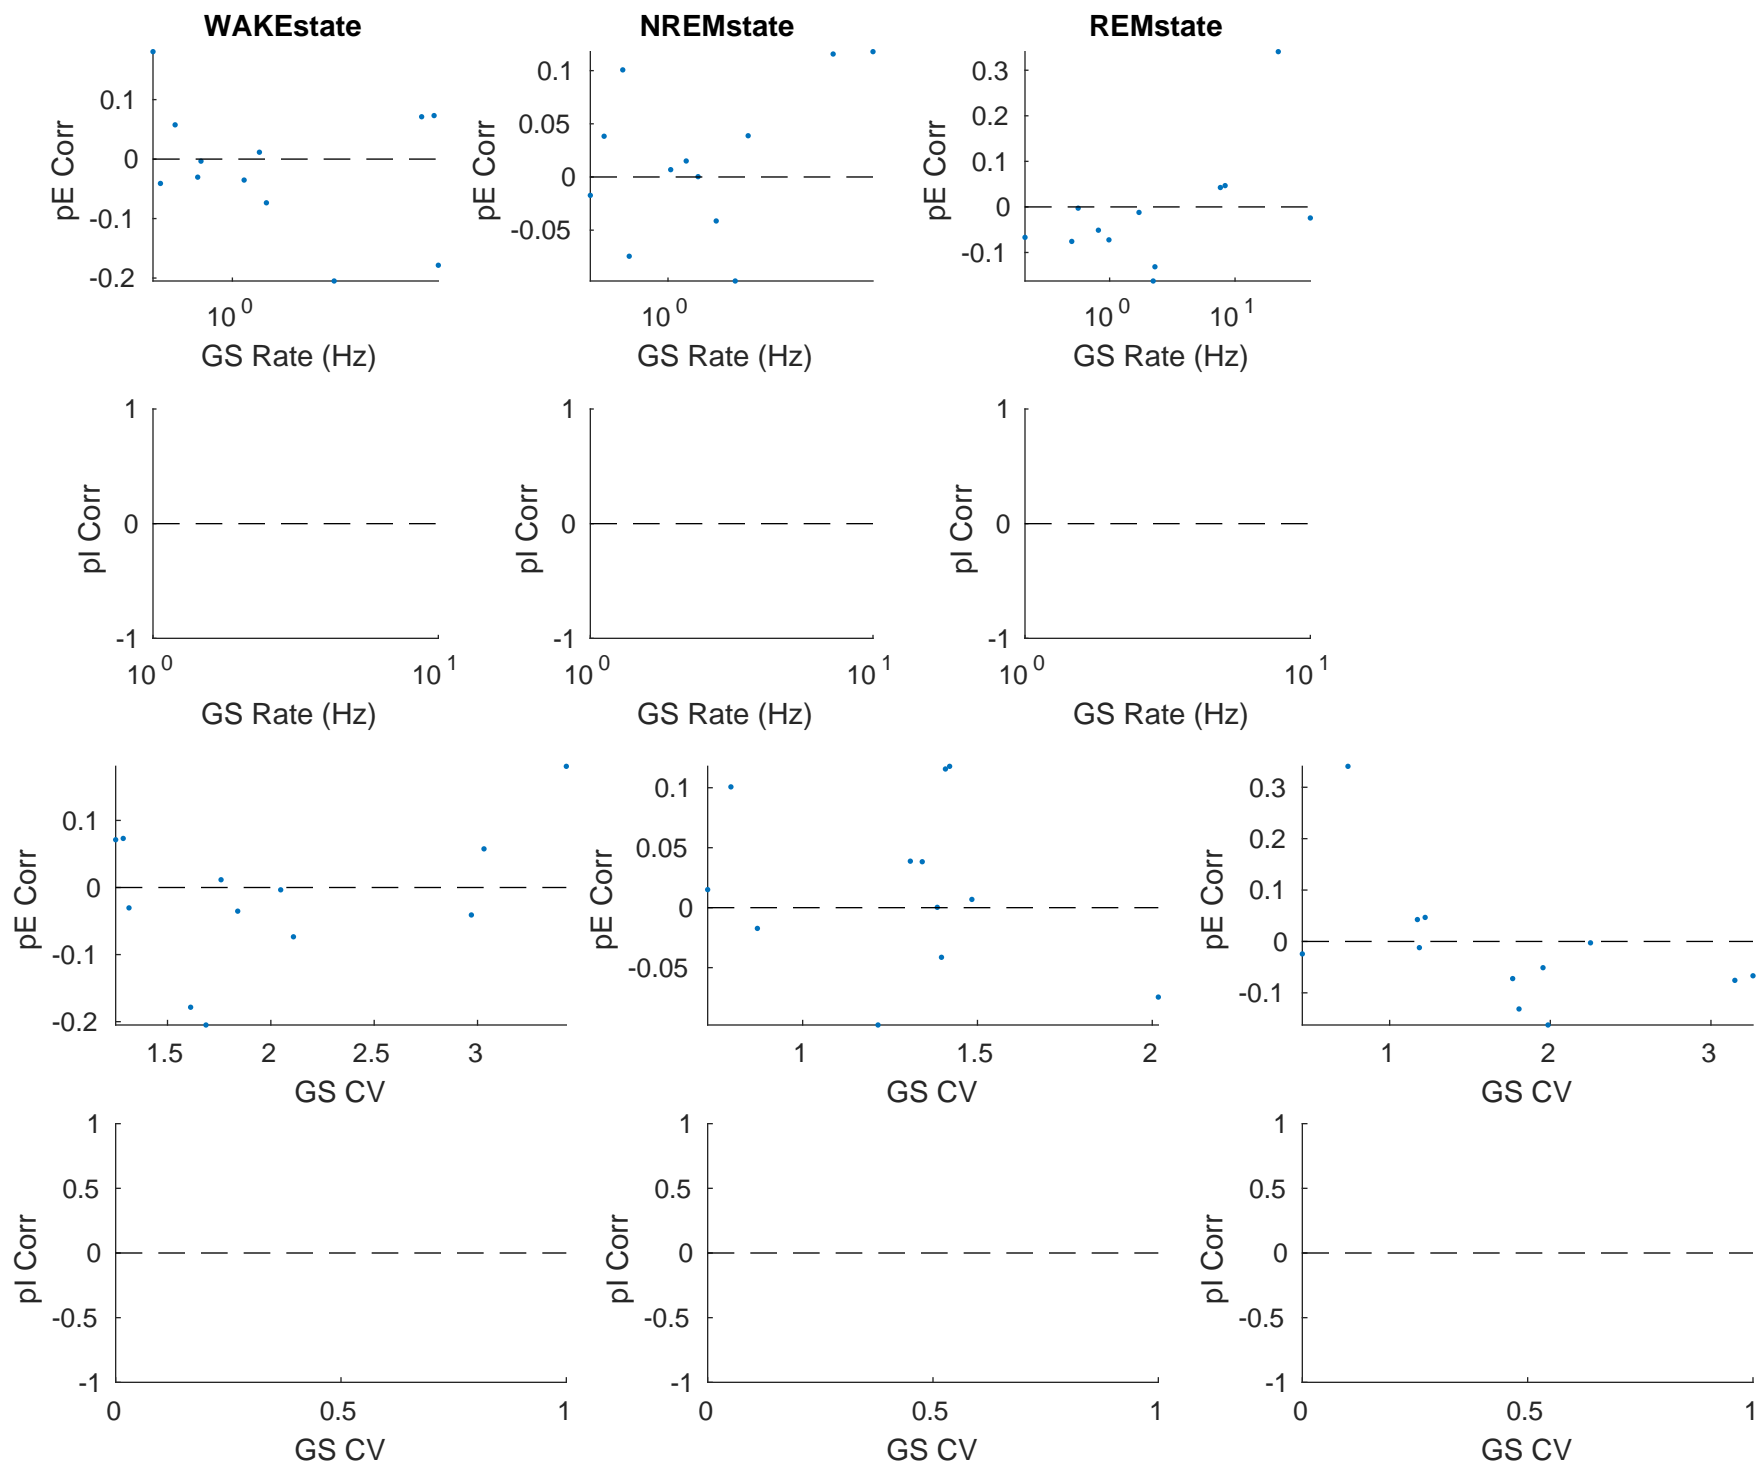 WAKEstate NREMstate REMstate
pE Corr
0.1
0
-0.1
-0.2
10^0
GS Rate (Hz)
pE Corr
0.1
0.05
0
-0.05
10^0
GS Rate (Hz)
pE Corr
0.3
0.2
0.1
0
-0.1
10^0 10^1
GS Rate (Hz)
pI Corr
1
0
-1
10^0 10^1
GS Rate (Hz)
pI Corr
1
0
-1
10^0 10^1
GS Rate (Hz)
pI Corr
1
0
-1
10^0 10^1
GS Rate (Hz)
pE Corr
0.1
0
-0.1
-0.2
1.5 2 2.5 3
GS CV
pE Corr
0.1
0.05
0
-0.05
1 1.5 2
GS CV
pE Corr
0.3
0.2
0.1
0
-0.1
1 2 3
GS CV
pI Corr
1
0.5
0
-0.5
-1
0 0.5 1
GS CV
pI Corr
1
0.5
0
-0.5
-1
0 0.5 1
GS CV
pI Corr
1
0.5
0
-0.5
-1
0 0.5 1
GS CV